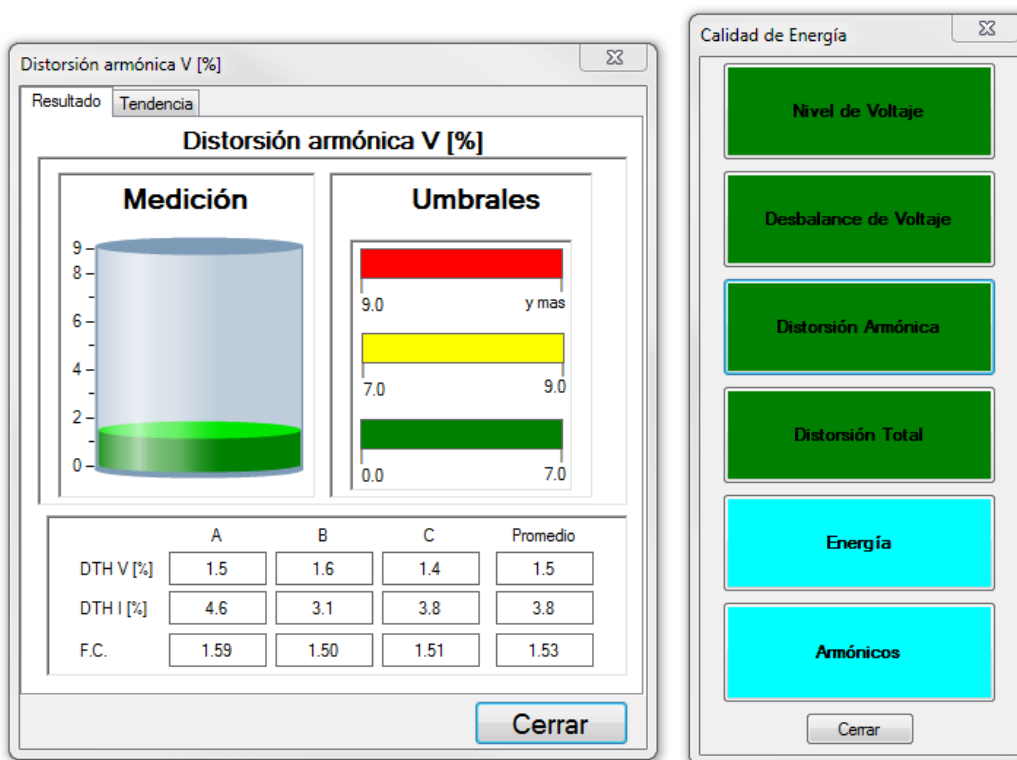 Distorsión armónica V [%]
Resultado Tendencia
Distorsión armónica V [%]
Medición
9
8
6
4
2
0
Umbrales
9.0 y mas
7.0 9.0
0.0 7.0
A B C Promedio
DTH V [%] 1.5 1.6 1.4 1.5
DTH I [%] 4.6 3.1 3.8 3.8
F.C. 1.59 1.50 1.51 1.53
Cerrar
Calidad de Energía
Nivel de Voltaje
Desbalance de Voltaje
Distorsión Armónica
Distorsión Total
Energía
Armónicos
Cerrar